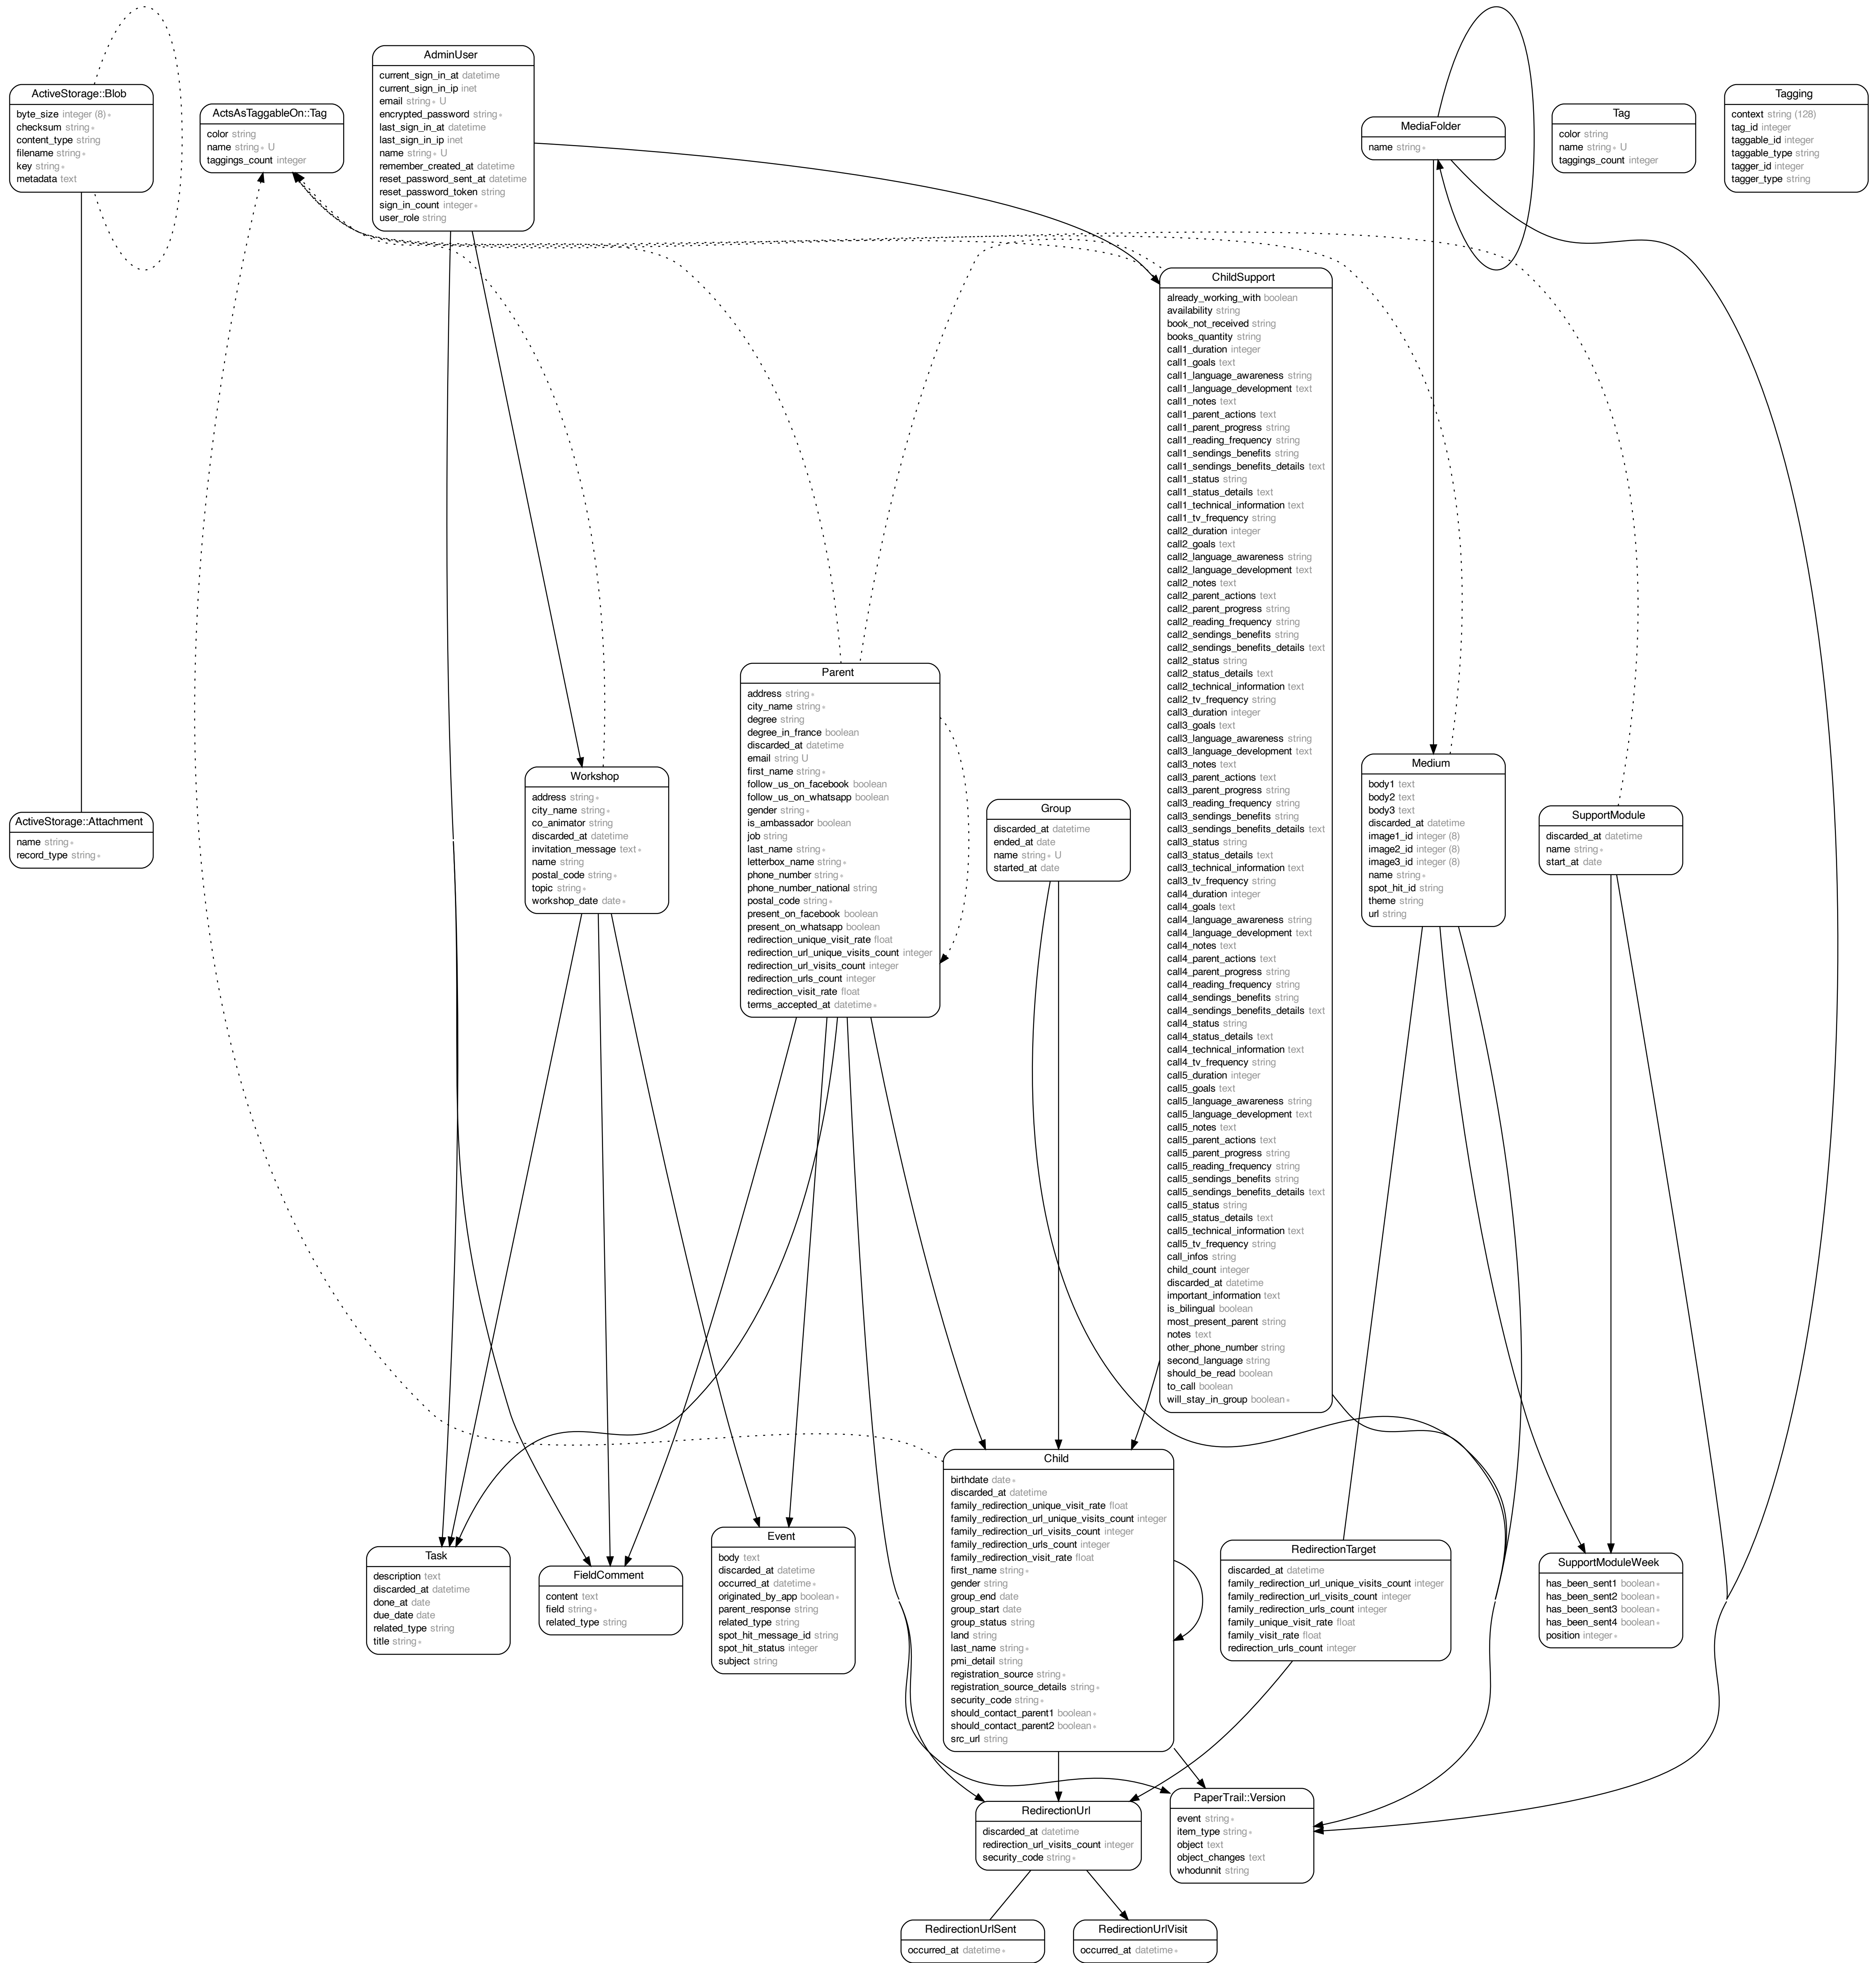 ActiveStorage::Blob
byte_size integer (8) ∗
checksum string ∗
content_type string
filename string ∗
key string ∗
metadata text
ActsAsTaggableOn::Tag
color string
name string ∗ U
taggings_count integer
AdminUser
current_sign_in_at datetime
current_sign_in_ip inet
email string ∗ U
encrypted_password string ∗
last_sign_in_at datetime
last_sign_in_ip inet
name string ∗ U
remember_created_at datetime
reset_password_sent_at datetime
reset_password_token string
sign_in_count integer ∗
user_role string
MediaFolder
name string ∗
Tag
color string
name string ∗ U
taggings_count integer
Tagging
context string (128)
tag_id integer
taggable_id integer
taggable_type string
tagger_id integer
tagger_type string
ChildSupport
already_working_with boolean
availability string
book_not_received string
books_quantity string
call1_duration integer
call1_goals text
call1_language_awareness string
call1_language_development text
call1_notes text
call1_parent_actions text
call1_parent_progress string
call1_reading_frequency string
call1_sendings_benefits string
call1_sendings_benefits_details text
call1_status string
call1_status_details text
call1_technical_information text
call1_tv_frequency string
call2_duration integer
call2_goals text
call2_language_awareness string
call2_language_development text
call2_notes text
call2_parent_actions text
call2_parent_progress string
call2_reading_frequency string
call2_sendings_benefits string
call2_sendings_benefits_details text
call2_status string
call2_status_details text
call2_technical_information text
call2_tv_frequency string
call3_duration integer
call3_goals text
call3_language_awareness string
call3_language_development text
call3_notes text
call3_parent_actions text
call3_parent_progress string
call3_reading_frequency string
call3_sendings_benefits string
call3_sendings_benefits_details text
call3_status string
call3_status_details text
call3_technical_information text
call3_tv_frequency string
call4_duration integer
call4_goals text
call4_language_awareness string
call4_language_development text
call4_notes text
call4_parent_actions text
call4_parent_progress string
call4_reading_frequency string
call4_sendings_benefits string
call4_sendings_benefits_details text
call4_status string
call4_status_details text
call4_technical_information text
call4_tv_frequency string
call5_duration integer
call5_goals text
call5_language_awareness string
call5_language_development text
call5_notes text
call5_parent_actions text
call5_parent_progress string
call5_reading_frequency string
call5_sendings_benefits string
call5_sendings_benefits_details text
call5_status string
call5_status_details text
call5_technical_information text
call5_tv_frequency string
call_infos string
child_count integer
discarded_at datetime
important_information text
is_bilingual boolean
most_present_parent string
notes text
other_phone_number string
second_language string
should_be_read boolean
to_call boolean
will_stay_in_group boolean ∗
Parent
address string ∗
city_name string ∗
degree string
degree_in_france boolean
discarded_at datetime
email string U
first_name string ∗
follow_us_on_facebook boolean
follow_us_on_whatsapp boolean
gender string ∗
is_ambassador boolean
job string
last_name string ∗
letterbox_name string ∗
phone_number string ∗
phone_number_national string
postal_code string ∗
present_on_facebook boolean
present_on_whatsapp boolean
redirection_unique_visit_rate float
redirection_url_unique_visits_count integer
redirection_url_visits_count integer
redirection_urls_count integer
redirection_visit_rate float
terms_accepted_at datetime ∗
Workshop
address string ∗
city_name string ∗
co_animator string
discarded_at datetime
invitation_message text ∗
name string
postal_code string ∗
topic string ∗
workshop_date date ∗
Group
discarded_at datetime
ended_at date
name string ∗ U
started_at date
Medium
body1 text
body2 text
body3 text
discarded_at datetime
image1_id integer (8)
image2_id integer (8)
image3_id integer (8)
name string ∗
spot_hit_id string
theme string
url string
SupportModule
discarded_at datetime
name string ∗
start_at date
ActiveStorage::Attachment
name string ∗
record_type string ∗
Child
birthdate date ∗
discarded_at datetime
family_redirection_unique_visit_rate float
family_redirection_url_unique_visits_count integer
family_redirection_url_visits_count integer
family_redirection_urls_count integer
family_redirection_visit_rate float
first_name string ∗
gender string
group_end date
group_start date
group_status string
land string
last_name string ∗
pmi_detail string
registration_source string ∗
registration_source_details string ∗
security_code string ∗
should_contact_parent1 boolean ∗
should_contact_parent2 boolean ∗
src_url string
Task
description text
discarded_at datetime
done_at date
due_date date
related_type string
title string ∗
FieldComment
content text
field string ∗
related_type string
Event
body text
discarded_at datetime
occurred_at datetime ∗
originated_by_app boolean ∗
parent_response string
related_type string
spot_hit_message_id string
spot_hit_status integer
subject string
RedirectionTarget
discarded_at datetime
family_redirection_url_unique_visits_count integer
family_redirection_url_visits_count integer
family_redirection_urls_count integer
family_unique_visit_rate float
family_visit_rate float
redirection_urls_count integer
SupportModuleWeek
has_been_sent1 boolean ∗
has_been_sent2 boolean ∗
has_been_sent3 boolean ∗
has_been_sent4 boolean ∗
position integer ∗
RedirectionUrl
discarded_at datetime
redirection_url_visits_count integer
security_code string ∗
PaperTrail::Version
event string ∗
item_type string ∗
object text
object_changes text
whodunnit string
RedirectionUrlSent
occurred_at datetime ∗
RedirectionUrlVisit
occurred_at datetime ∗